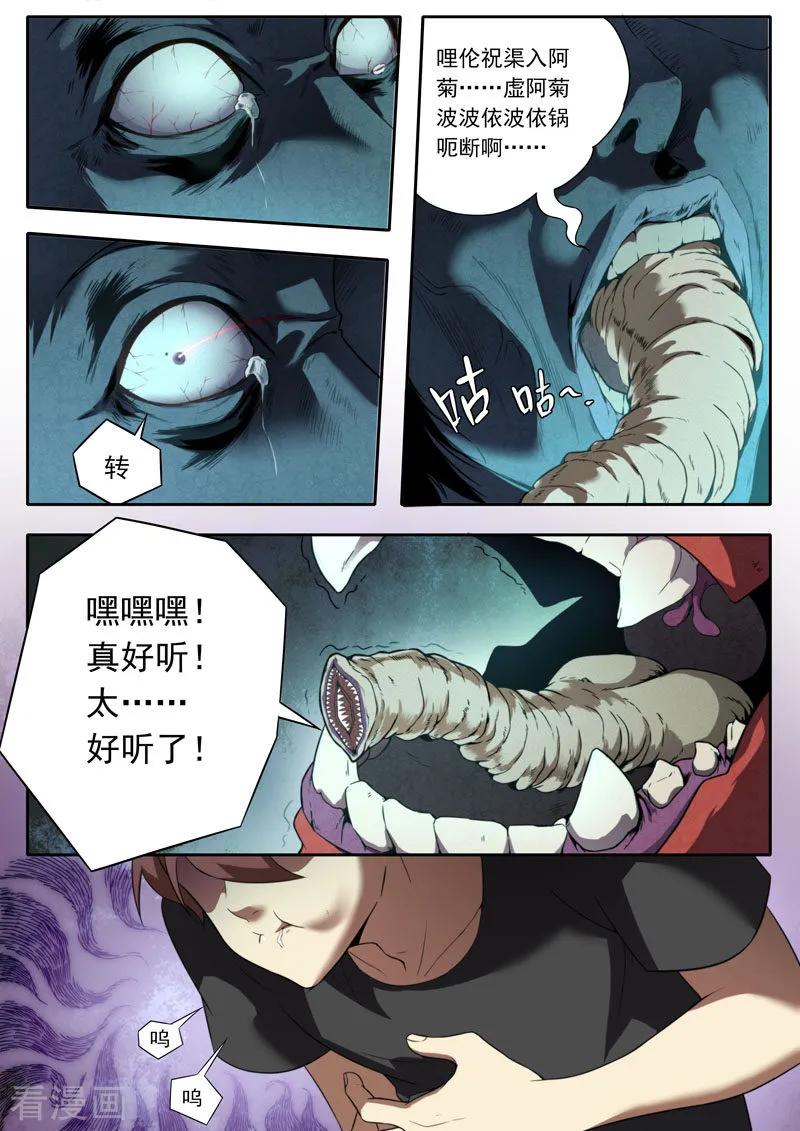 哩伦祝渠入阿
菊……虚阿菊
波波依波依锅
呃断啊……
咕咕~
转
嘿嘿嘿！
真好听！
太……
好听了！
呜
呜
看漫画